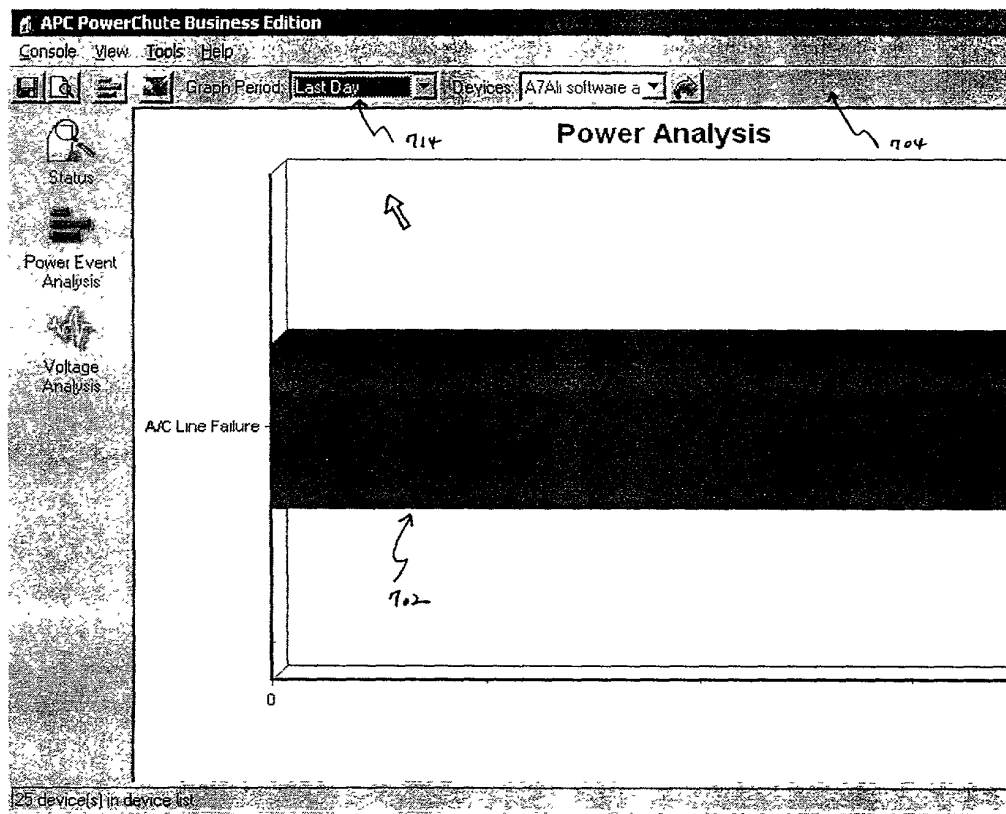 APC PowerChute Business Edition
Console View Tools Help
Graph Period: Last Day Devices: A7Ali software a
714
704
Power Analysis
Status
Power Event
Analysis
Voltage
Analysis
A/C Line Failure
702
0
25 device(s) in device list